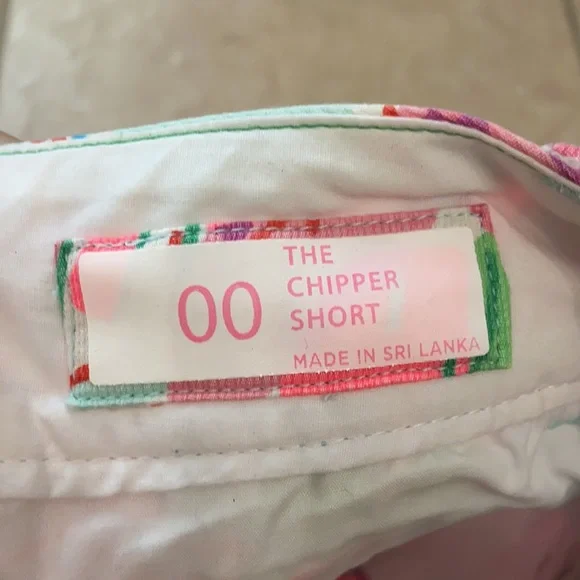 00
THE
CHIPPER
SHORT
MADE IN SRI LANKA